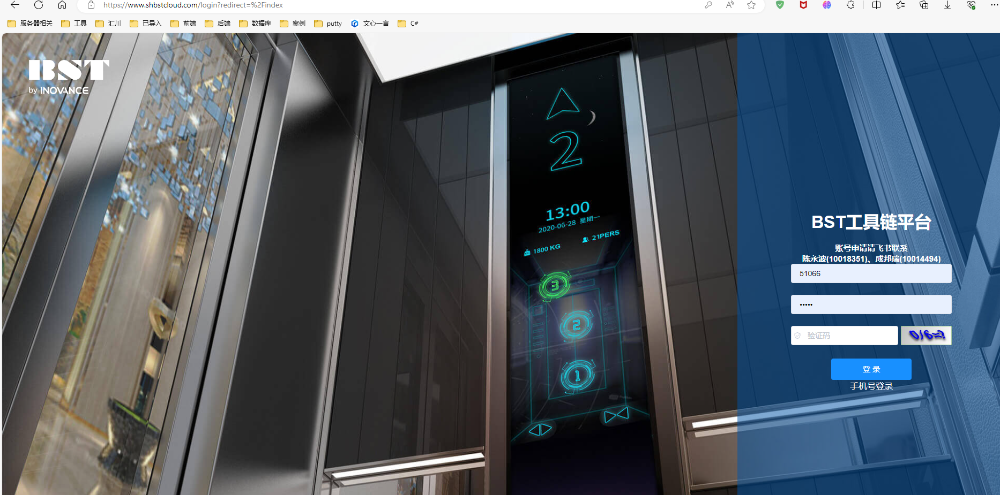 https://www.shbstcloud.com/login?redirect=%2Findex
服务器相关 工具 汇川 已导入 前端 后端 数据库 案例 putty 文心一言 C#
BST
by INOVANCE
2
13:00
2020-06-28 星期一
1800 KG 21PERS
3
2
1
BST工具链平台
账号申请请飞书联系
陈永波(10018351)、成邦瑞(10014494)
51066
•••••
验证码 0/6=?
登录
手机号登录